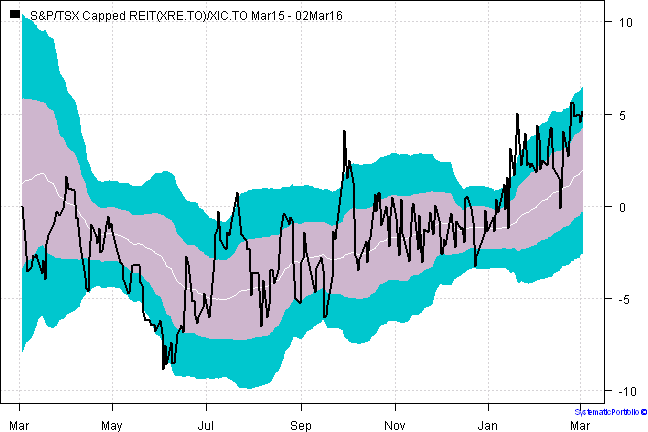 S&P/TSX Capped REIT(XRE.TO)/XIC.TO Mar15 - 02Mar16
10
5
0
-5
-10
Mar May Jul Sep Nov Jan Mar
SystematicPortfolio ©